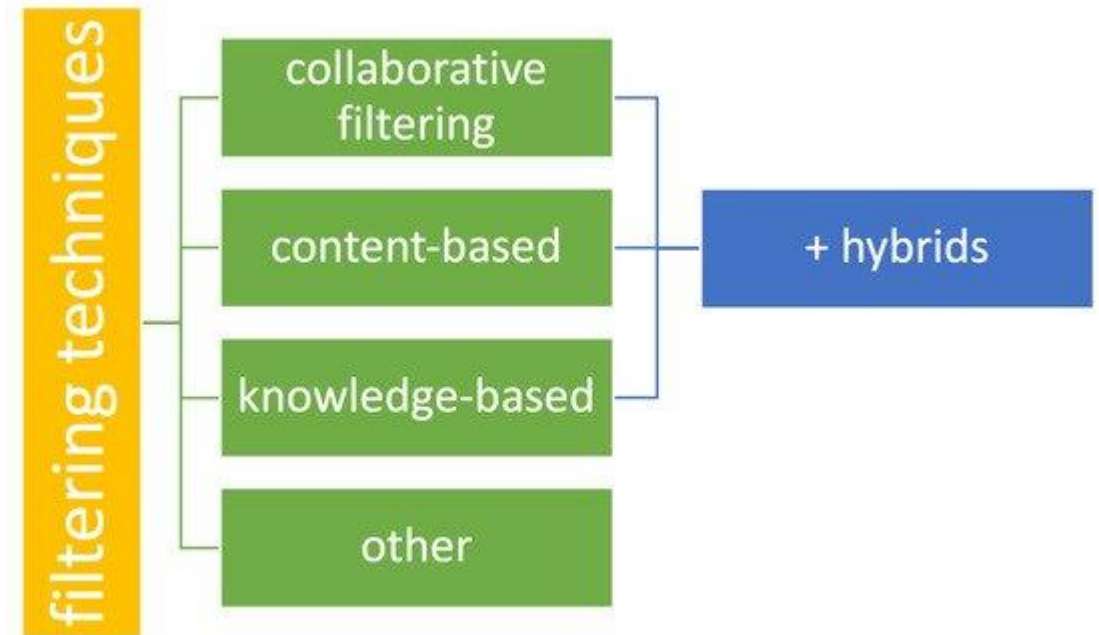 filtering techniques
collaborative
filtering
content-based
knowledge-based
other
+ hybrids